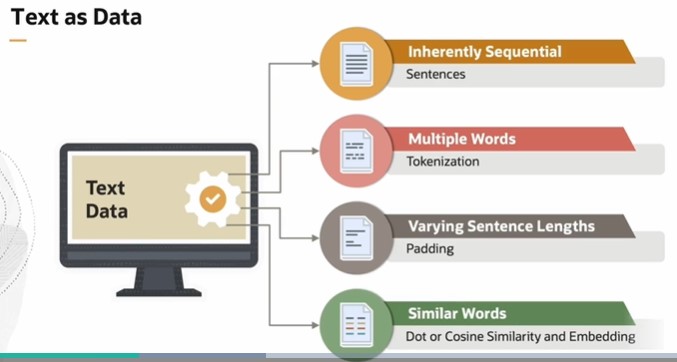 Text as Data
Text
Data
Inherently Sequential
Sentences
Multiple Words
Tokenization
Varying Sentence Lengths
Padding
Similar Words
Dot or Cosine Similarity and Embedding